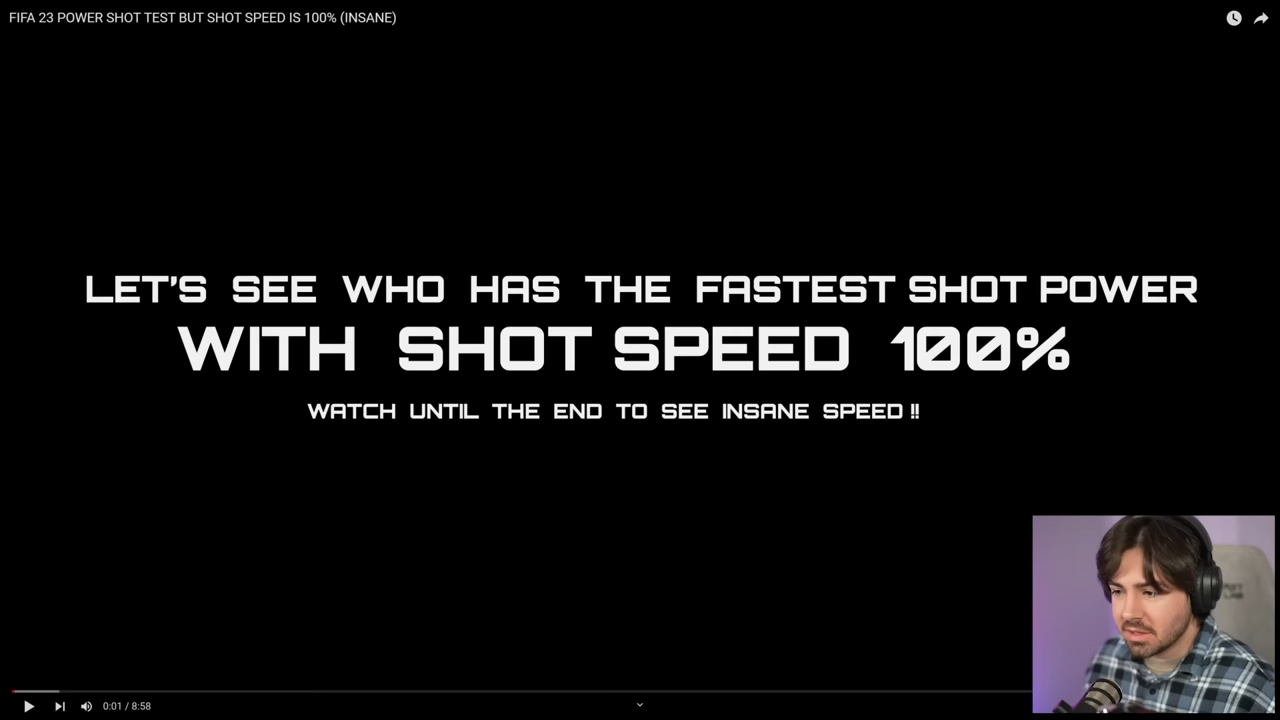 FIFA 23 POWER SHOT TEST BUT SHOT SPEED IS 100% (INSANE)
LET'S SEE WHO HAS THE FASTEST SHOT POWER
WITH SHOT SPEED 100%
WATCH UNTIL THE END TO SEE INSANE SPEED !!
0:01 / 8:58